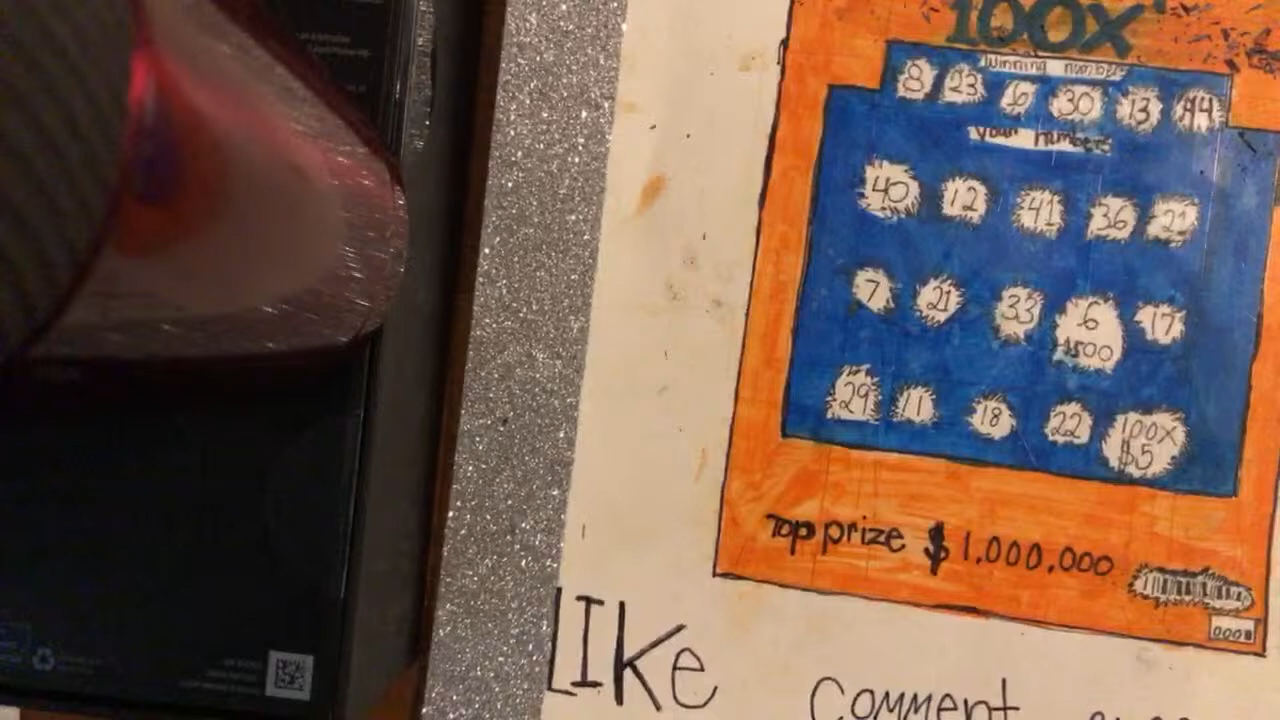 100x
Winning numbers
8 23 6 30 13 44
your numbers
40 12 41 36 21
7 21 33 6 17
$500
29 11 18 22 100x
$5
Top prize $1,000,000
LIKe
Comment